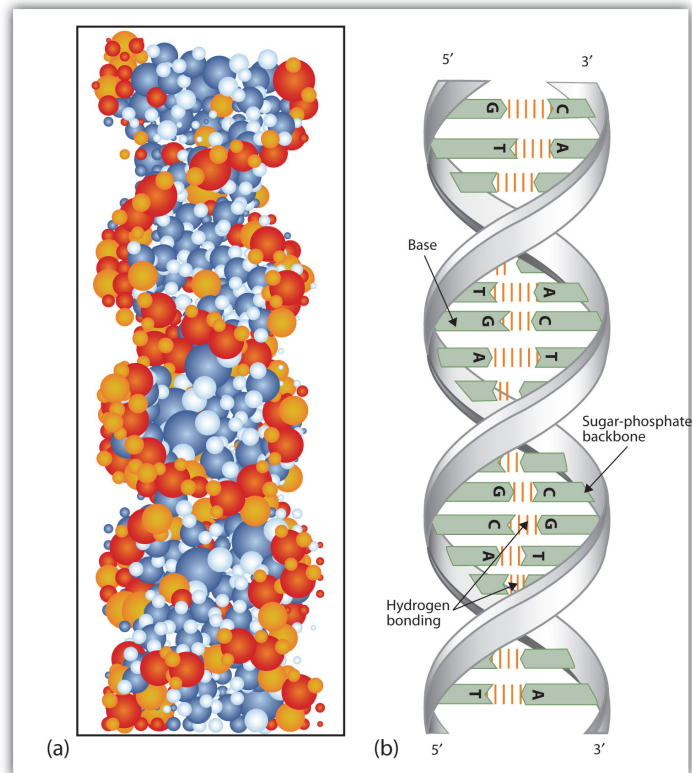 5′ 3′
G C
T A
Base
T A
G C
A T
Sugar-phosphate
backbone
G C
C G
A T
Hydrogen
bonding
T A
(a) (b) 5′ 3′